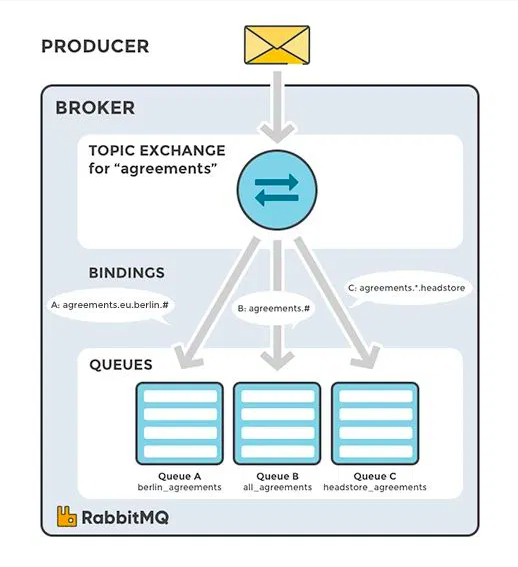 PRODUCER
BROKER
TOPIC EXCHANGE
for “agreements”
BINDINGS
A: agreements.eu.berlin.#
B: agreements.#
C: agreements.*.headstore
QUEUES
Queue A
berlin_agreements
Queue B
all_agreements
Queue C
headstore_agreements
RabbitMQ